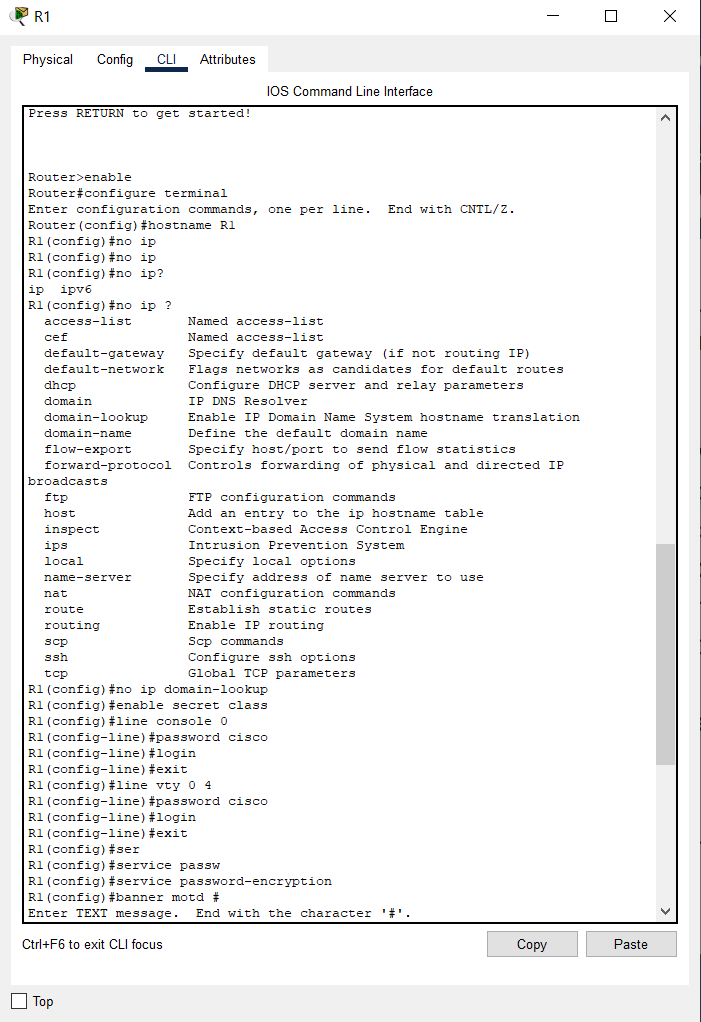 R1
Physical Config CLI Attributes
IOS Command Line Interface
Press RETURN to get started!
Router>enable
Router#configure terminal
Enter configuration commands, one per line.  End with CNTL/Z.
Router(config)#hostname R1
R1(config)#no ip
R1(config)#no ip
R1(config)#no ip?
ip  ipv6
R1(config)#no ip ?
  access-list       Named access-list
  cef               Named access-list
  default-gateway   Specify default gateway (if not routing IP)
  default-network   Flags networks as candidates for default routes
  dhcp              Configure DHCP server and relay parameters
  domain            IP DNS Resolver
  domain-lookup     Enable IP Domain Name System hostname translation
  domain-name       Define the default domain name
  flow-export       Specify host/port to send flow statistics
  forward-protocol  Controls forwarding of physical and directed IP
broadcasts
  ftp               FTP configuration commands
  host              Add an entry to the ip hostname table
  inspect           Context-based Access Control Engine
  ips               Intrusion Prevention System
  local             Specify local options
  name-server       Specify address of name server to use
  nat               NAT configuration commands
  route             Establish static routes
  routing           Enable IP routing
  scp               Scp commands
  ssh               Configure ssh options
  tcp               Global TCP parameters
R1(config)#no ip domain-lookup
R1(config)#enable secret class
R1(config)#line console 0
R1(config-line)#password cisco
R1(config-line)#login
R1(config-line)#exit
R1(config)#line vty 0 4
R1(config-line)#password cisco
R1(config-line)#login
R1(config-line)#exit
R1(config)#ser
R1(config)#service passw
R1(config)#service password-encryption
R1(config)#banner motd #
Enter TEXT message.  End with the character '#'.
Ctrl+F6 to exit CLI focus
Copy Paste
Top